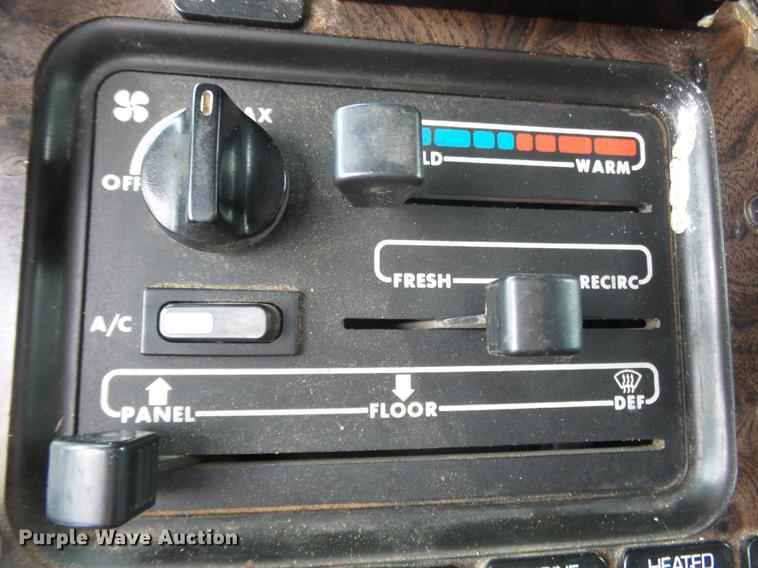 AX
OFF
LD
WARM
FRESH
RECIRC
A/C
PANEL
FLOOR
DEF
Purple Wave Auction
HEATED